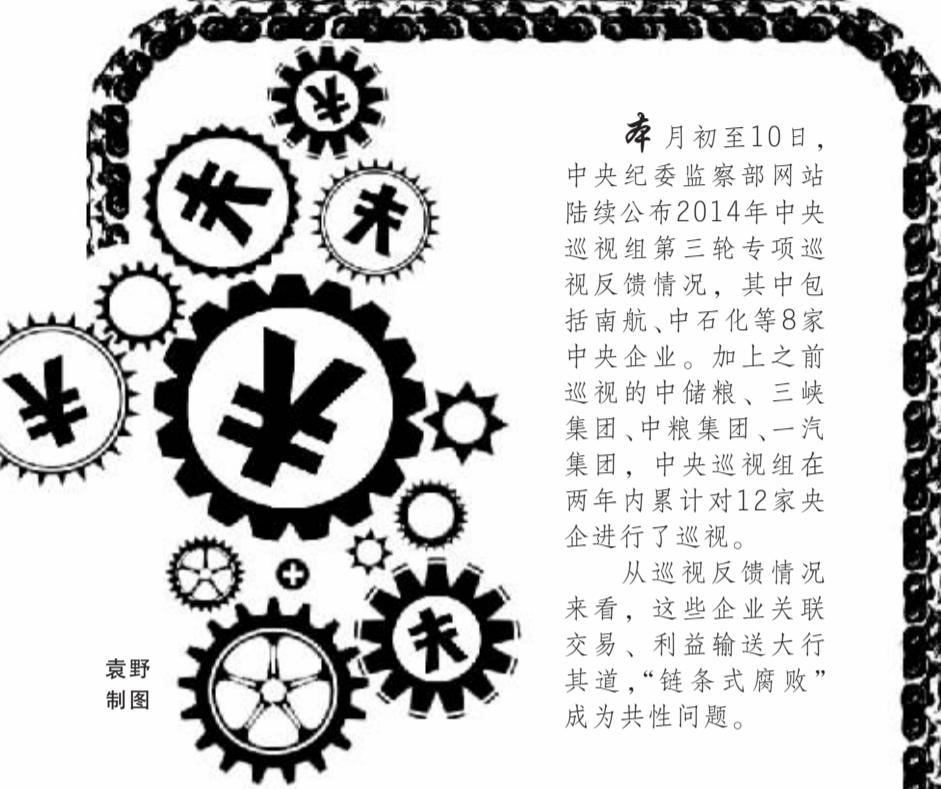 本月初至10日，
中央纪委监察部网站
陆续公布2014年中央
巡视组第三轮专项巡
视反馈情况，其中包
括南航、中石化等8家
中央企业。加上之前
巡视的中储粮、三峡
集团、中粮集团、一汽
集团，中央巡视组在
两年内累计对12家央
企进行了巡视。
从巡视反馈情况
来看，这些企业关联
交易、利益输送大行
其道，“链条式腐败”
成为共性问题。
袁野
制图